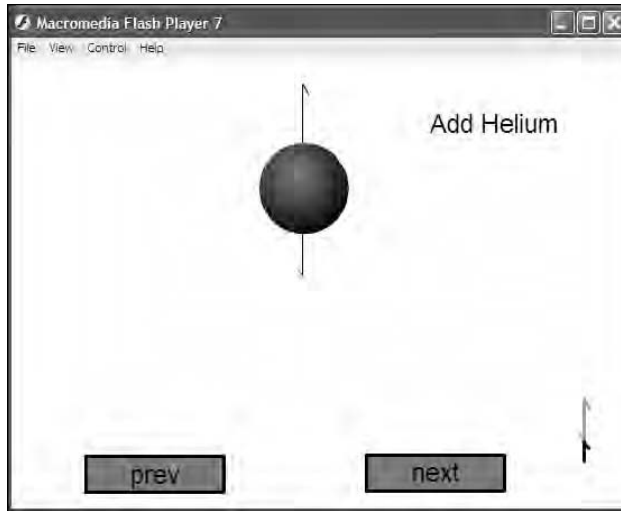 Macromedia Flash Player 7
File View Control Help
Add Helium
prev next